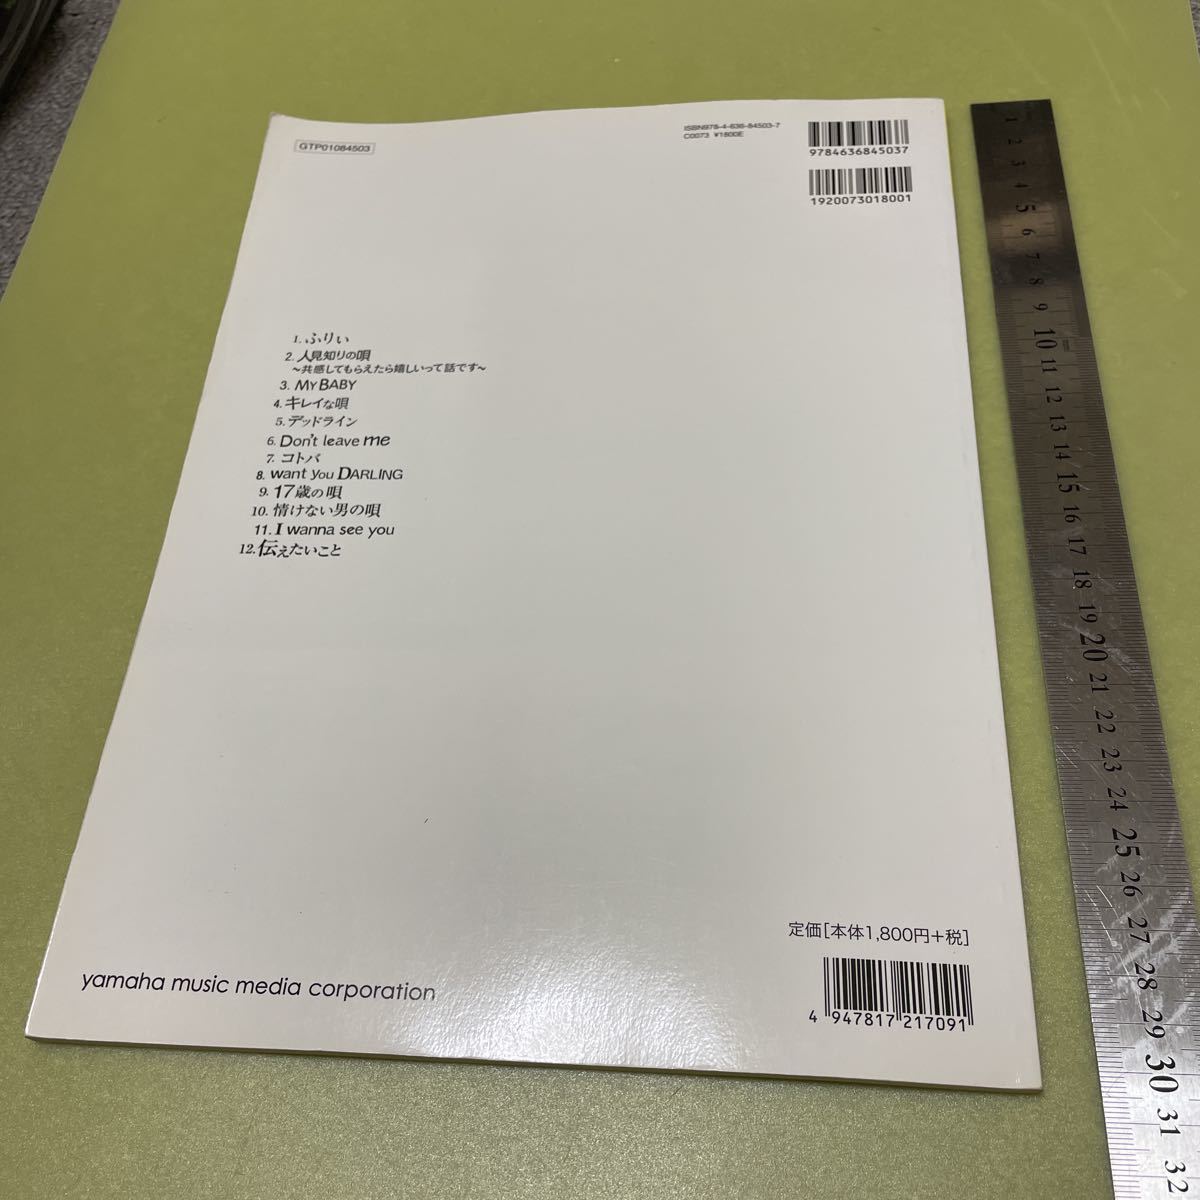 GTP01084503
ISBN978-4-636-84503-7
C0073 ¥1800E
9784636845037
1920073018001
1. ふりぃ
2. 人見知りの唄
～共感してもらえたら嬉しいって話です～
3. MY BABY
4. キレイな唄
5. デッドライン
6. Don't leave me
7. コトバ
8. want you DARLING
9. 17歳の唄
10. 情けない男の唄
11. I wanna see you
12. 伝えたいこと
定価[本体1,800円+税]
yamaha music media corporation
4 947817 217091
1
2
3
4
5
6
7
8
9
10
11
12
13
14
15
16
17
18
19
20
21
22
23
24
25
26
27
28
29
30
31
32